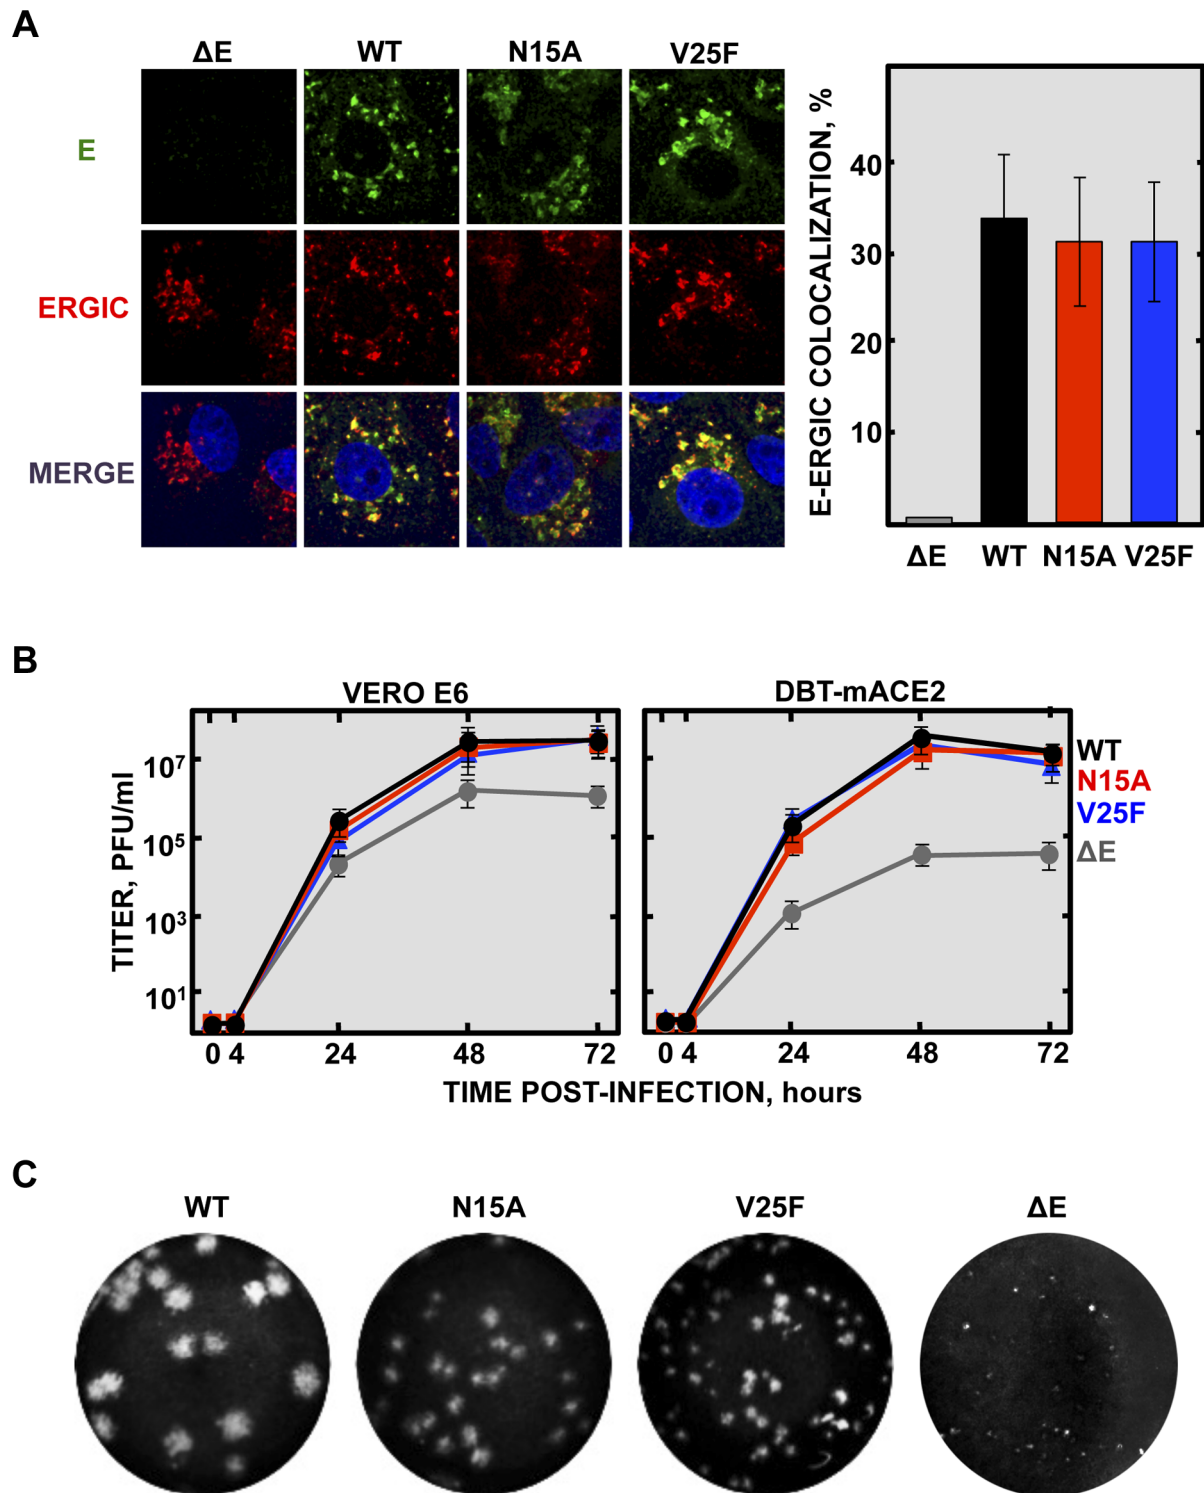 A
ΔE WT N15A V25F
E
ERGIC
MERGE
E-ERGIC COLOCALIZATION, %
40
30
20
10
ΔE WT N15A V25F
B
VERO E6 DBT-mACE2
TITER, PFU/ml
10⁷
10⁵
10³
10¹
0 4 24 48 72 0 4 24 48 72
WT
N15A
V25F
ΔE
TIME POST-INFECTION, hours
C
WT N15A V25F ΔE